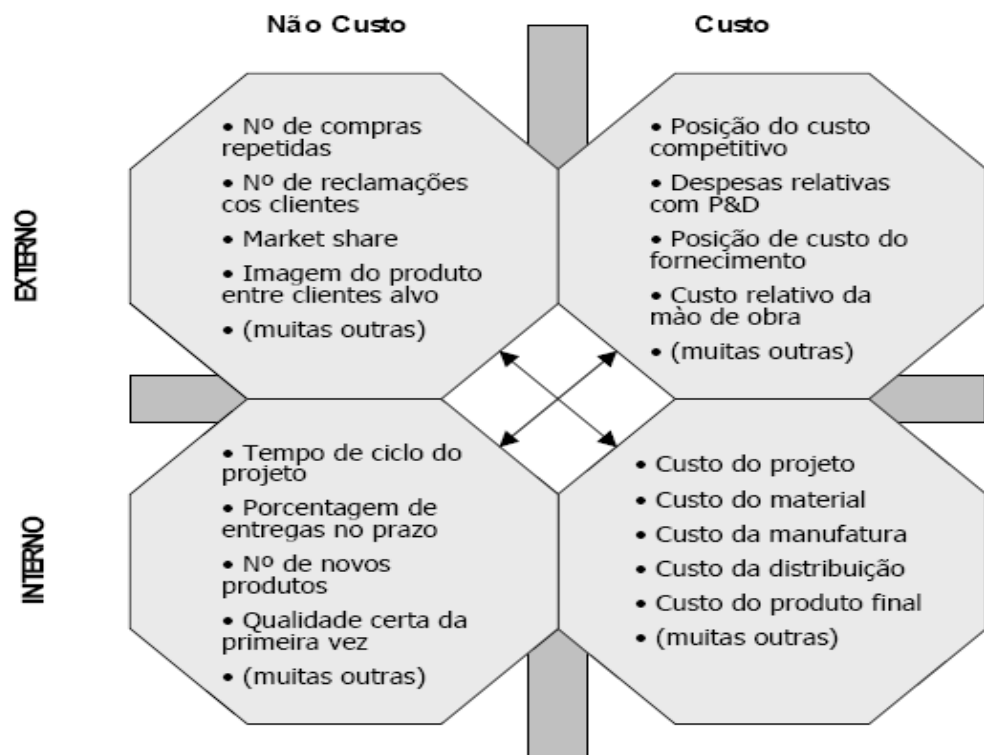 Não Custo
Custo
EXTERNO
• Nº de compras
repetidas
• Nº de reclamações
cos clientes
• Market share
• Imagem do produto
entre clientes alvo
• (muitas outras)
• Posição do custo
competitivo
• Despesas relativas
com P&D
• Posição de custo do
fornecimento
• Custo relativo da
mào de obra
• (muitas outras)
INTERNO
• Tempo de ciclo do
projeto
• Porcentagem de
entregas no prazo
• Nº de novos
produtos
• Qualidade certa da
primeira vez
• (muitas outras)
• Custo do projeto
• Custo do material
• Custo da manufatura
• Custo da distribuição
• Custo do produto final
• (muitas outras)